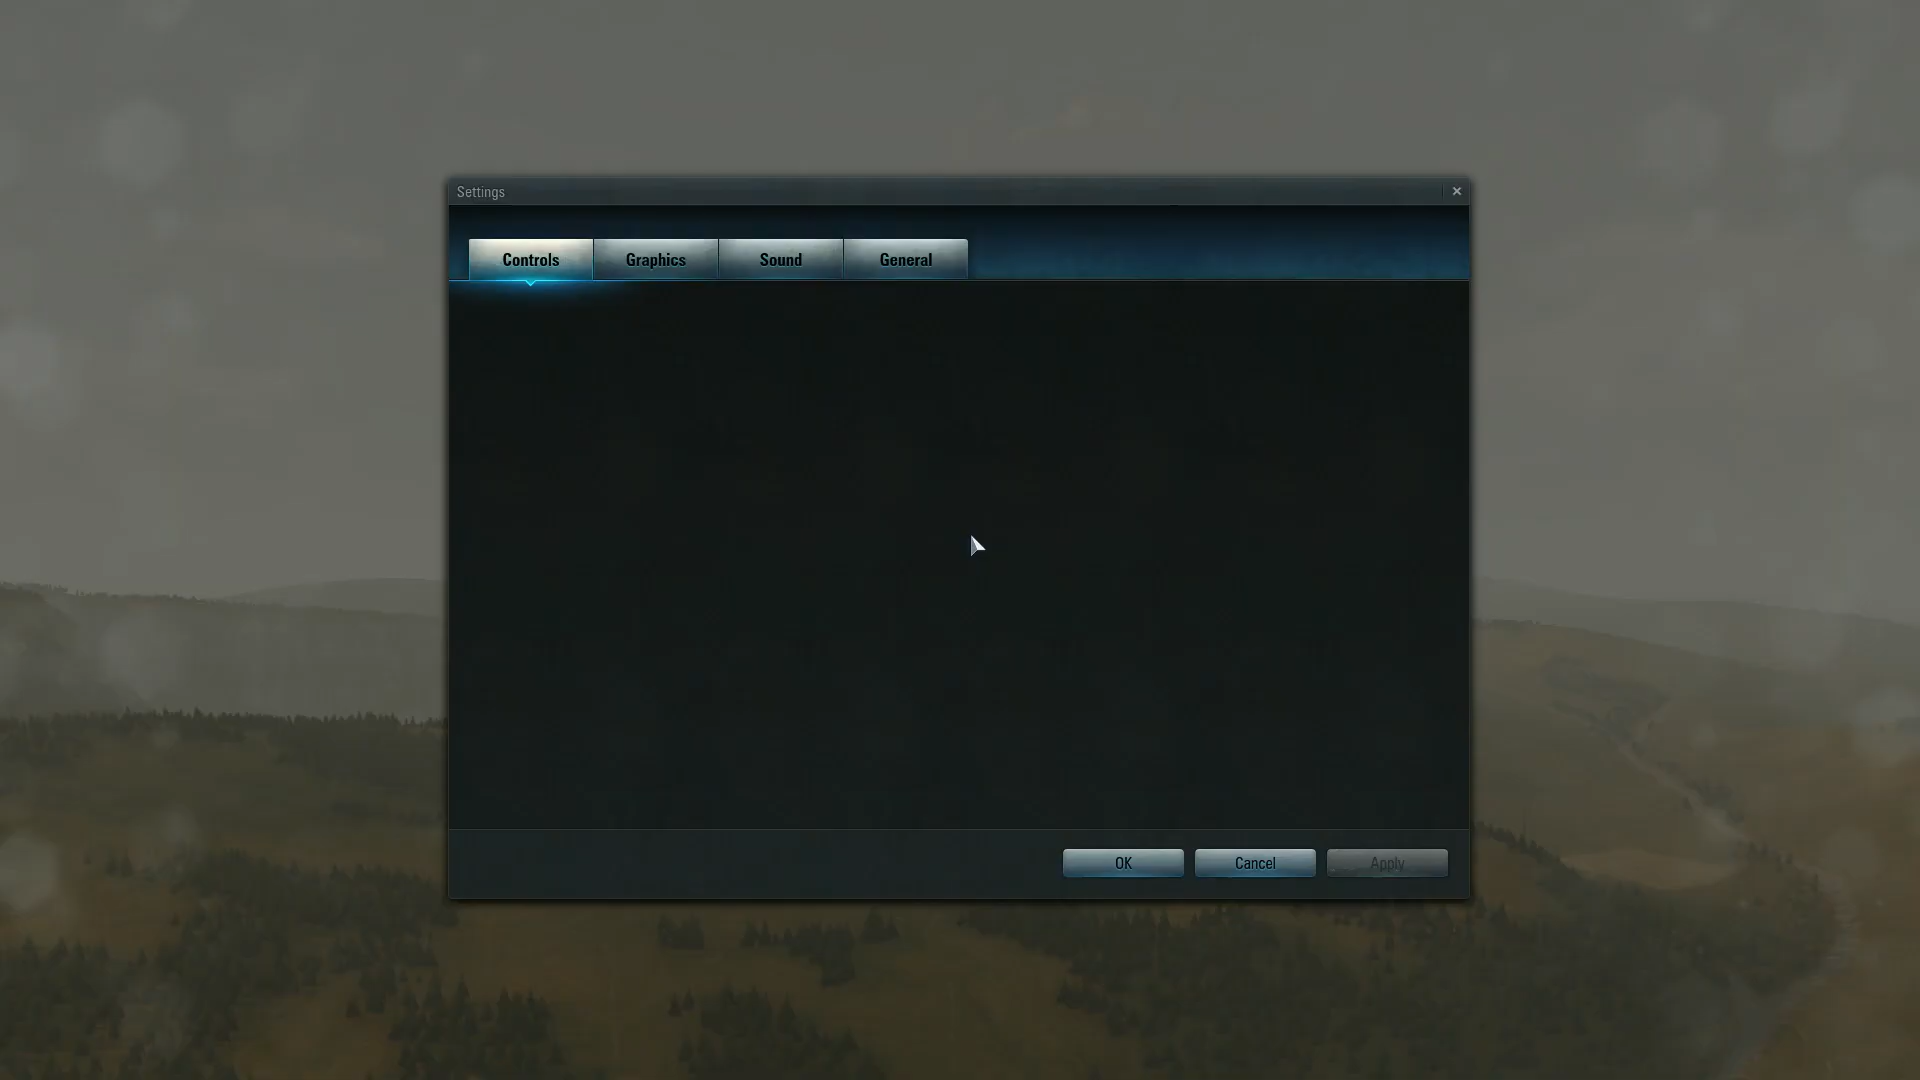 Settings
Controls
Graphics
Sound
General
OK
Cancel
Apply